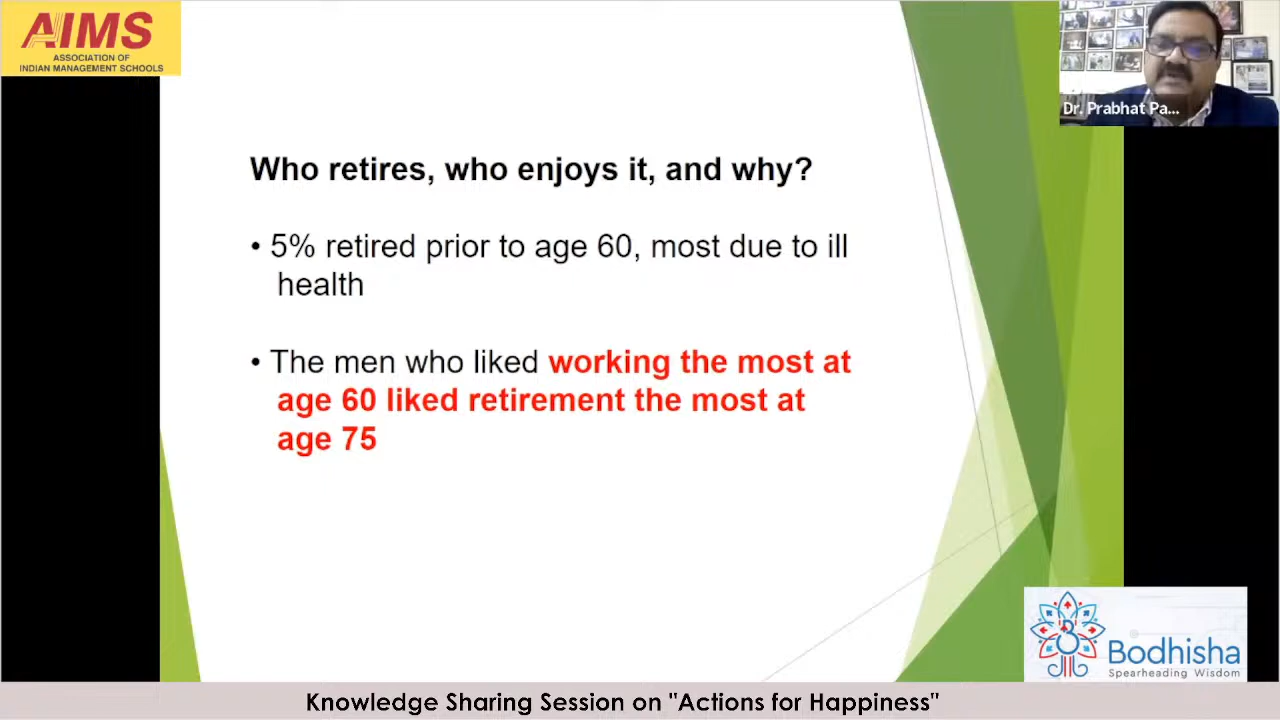 AIMS
ASSOCIATION OF
INDIAN MANAGEMENT SCHOOLS
Dr. Prabhat Pa...
Who retires, who enjoys it, and why?
• 5% retired prior to age 60, most due to ill
health
• The men who liked working the most at
age 60 liked retirement the most at
age 75
Bodhisha
Spearheading Wisdom
Knowledge Sharing Session on "Actions for Happiness"